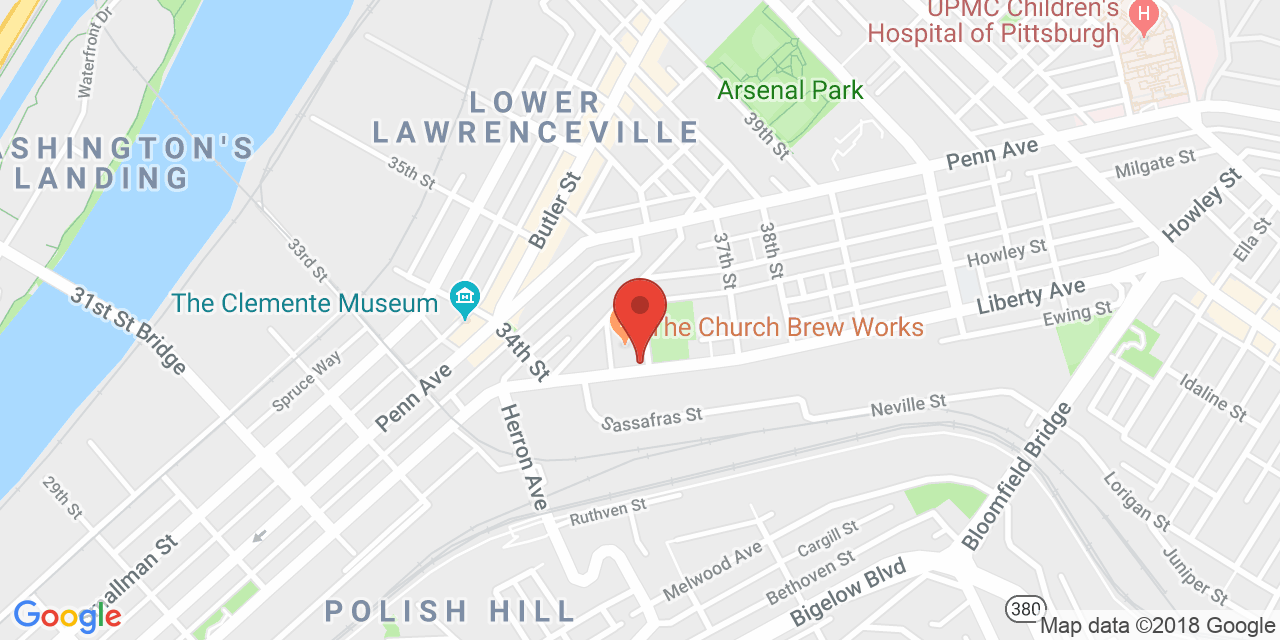 UPMC Children's
Hospital of Pittsburgh
H
Waterfront Dr
LOWER
LAWRENCEVILLE
Arsenal Park
39th St
ASHINGTON'S
LANDING
35th St
Penn Ave
Milgate St
Butler St
Howley St
Ella St
33rd St
37th St
38th St
Howley St
31st St Bridge
The Clemente Museum
The Church Brew Works
Liberty Ave
Ewing St
34th St
Spruce Way
Penn Ave
Idaline St
Herron Ave
Sassafras St
Neville St
Bloomfield Bridge
29th St
Ruthven St
Lorigan St
Cargill St
Melwood Ave
Bethoven St
Juniper St
Smallman St
Bigelow Blvd
POLISH HILL
380
Google
Map data ©2018 Google